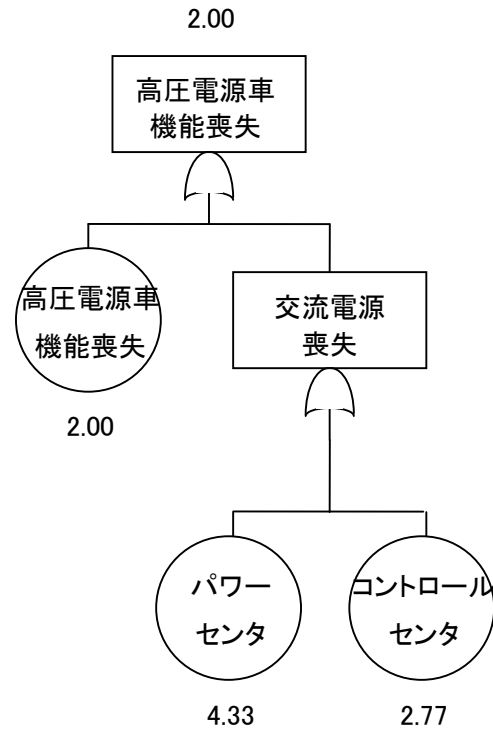 2.00
高圧電源車
機能喪失
高圧電源車
機能喪失
2.00
交流電源
喪失
パワー
センタ
4.33
コントロール
センタ
2.77